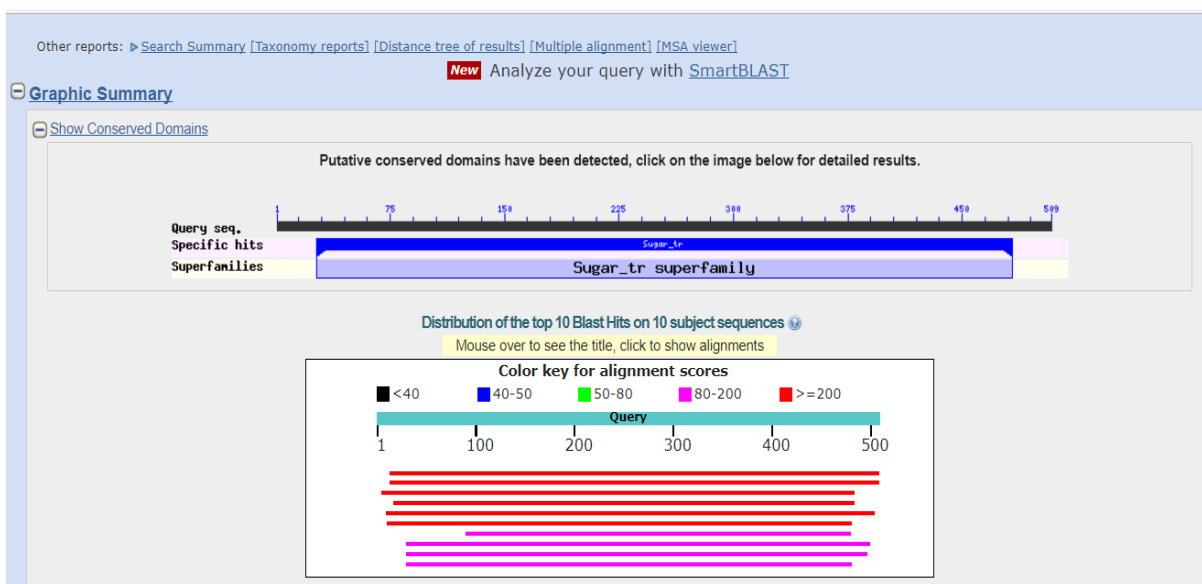 Other reports: Search Summary [Taxonomy reports] [Distance tree of results] [Multiple alignment] [MSA viewer]
New Analyze your query with SmartBLAST
Graphic Summary
Show Conserved Domains
Putative conserved domains have been detected, click on the image below for detailed results.
1 75 150 225 300 375 450 509
Query seq.
Specific hits Sugar_tr
Superfamilies Sugar_tr superfamily
Distribution of the top 10 Blast Hits on 10 subject sequences
Mouse over to see the title, click to show alignments
Color key for alignment scores
<40 40-50 50-80 80-200 >=200
Query
1 100 200 300 400 500